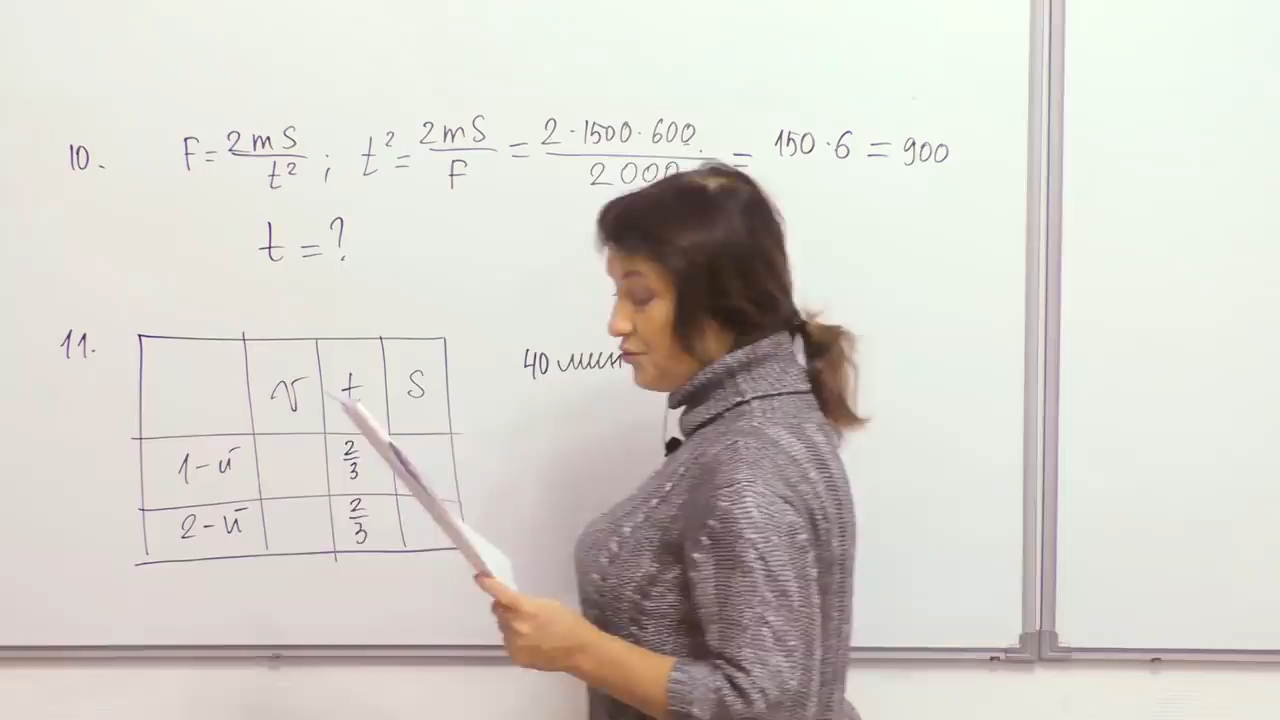 10. F = 2mS / t² ; t² = 2mS / F = 2 · 1500 · 600 / 2000 = 150 · 6 = 900
t = ?
11. 40 мин
V t S
1-й 2/3
2-й 2/3